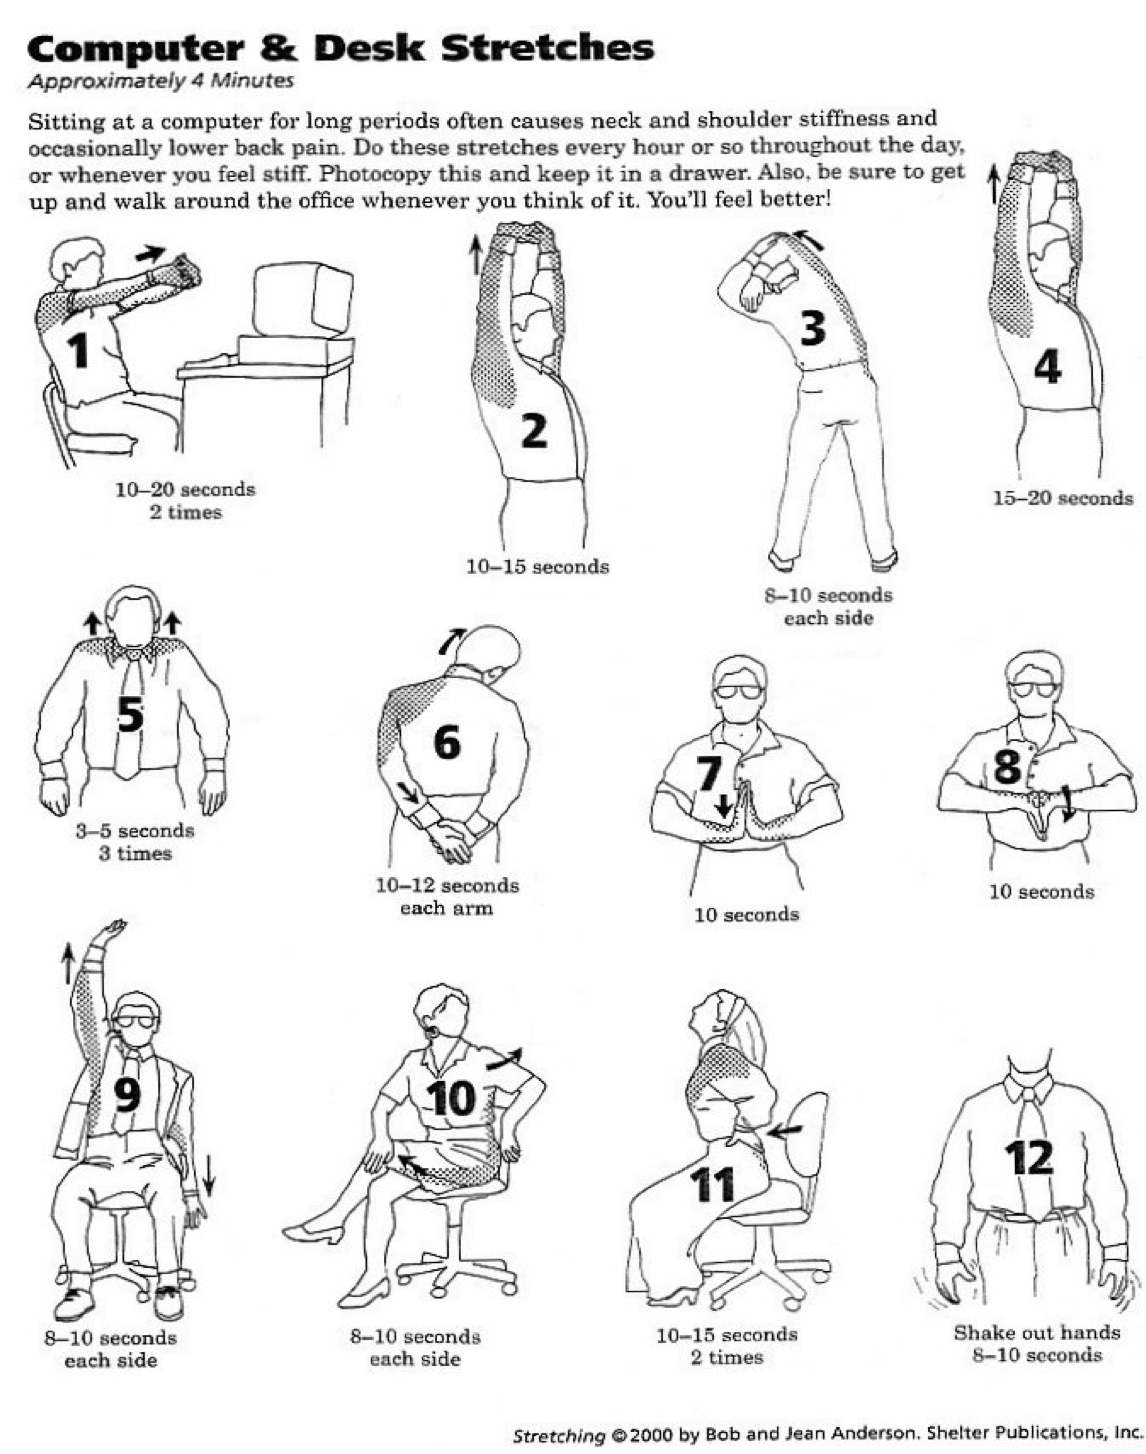 Computer & Desk Stretches
Approximately 4 Minutes
Sitting at a computer for long periods often causes neck and shoulder stiffness and
occasionally lower back pain. Do these stretches every hour or so throughout the day,
or whenever you feel stiff. Photocopy this and keep it in a drawer. Also, be sure to get
up and walk around the office whenever you think of it. You'll feel better!
1
10–20 seconds
2 times
2
10–15 seconds
3
8–10 seconds
each side
4
15–20 seconds
5
3–5 seconds
3 times
6
10–12 seconds
each arm
7
10 seconds
8
10 seconds
9
8–10 seconds
each side
10
8–10 seconds
each side
11
10–15 seconds
2 times
12
Shake out hands
8–10 seconds
Stretching ©2000 by Bob and Jean Anderson. Shelter Publications, Inc.